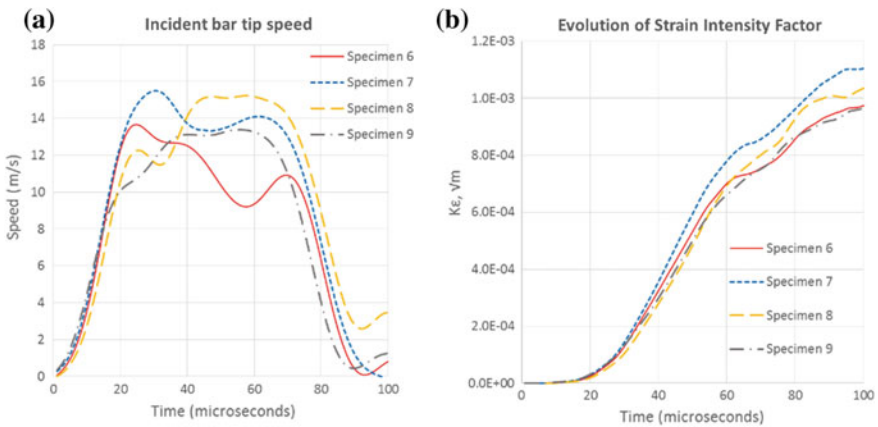 (a)
Incident bar tip speed
18
16
14
12
10
8
6
4
2
0
Speed (m/s)
0 20 40 60 80 100
Time (microseconds)
Specimen 6
Specimen 7
Specimen 8
Specimen 9
(b)
Evolution of Strain Intensity Factor
1.2E-03
1.0E-03
8.0E-04
6.0E-04
4.0E-04
2.0E-04
0.0E+00
Kε, √m
0 20 40 60 80 100
Time (microseconds)
Specimen 6
Specimen 7
Specimen 8
Specimen 9